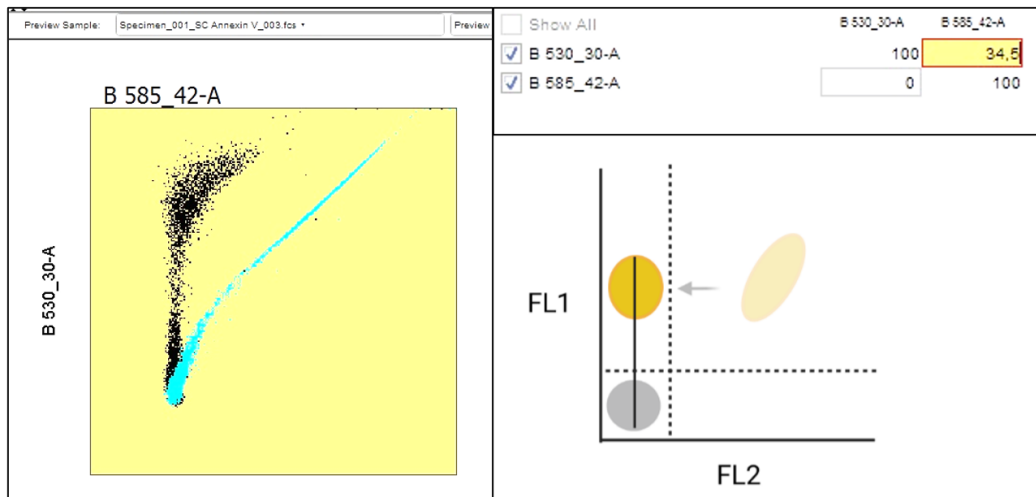 Preview Sample: Specimen_001_SC Annexin V_003.fcs Preview
B 585_42-A
B 530_30-A
Show All B 530_30-A B 585_42-A
B 530_30-A 100 34,5
B 585_42-A 0 100
FL1
FL2